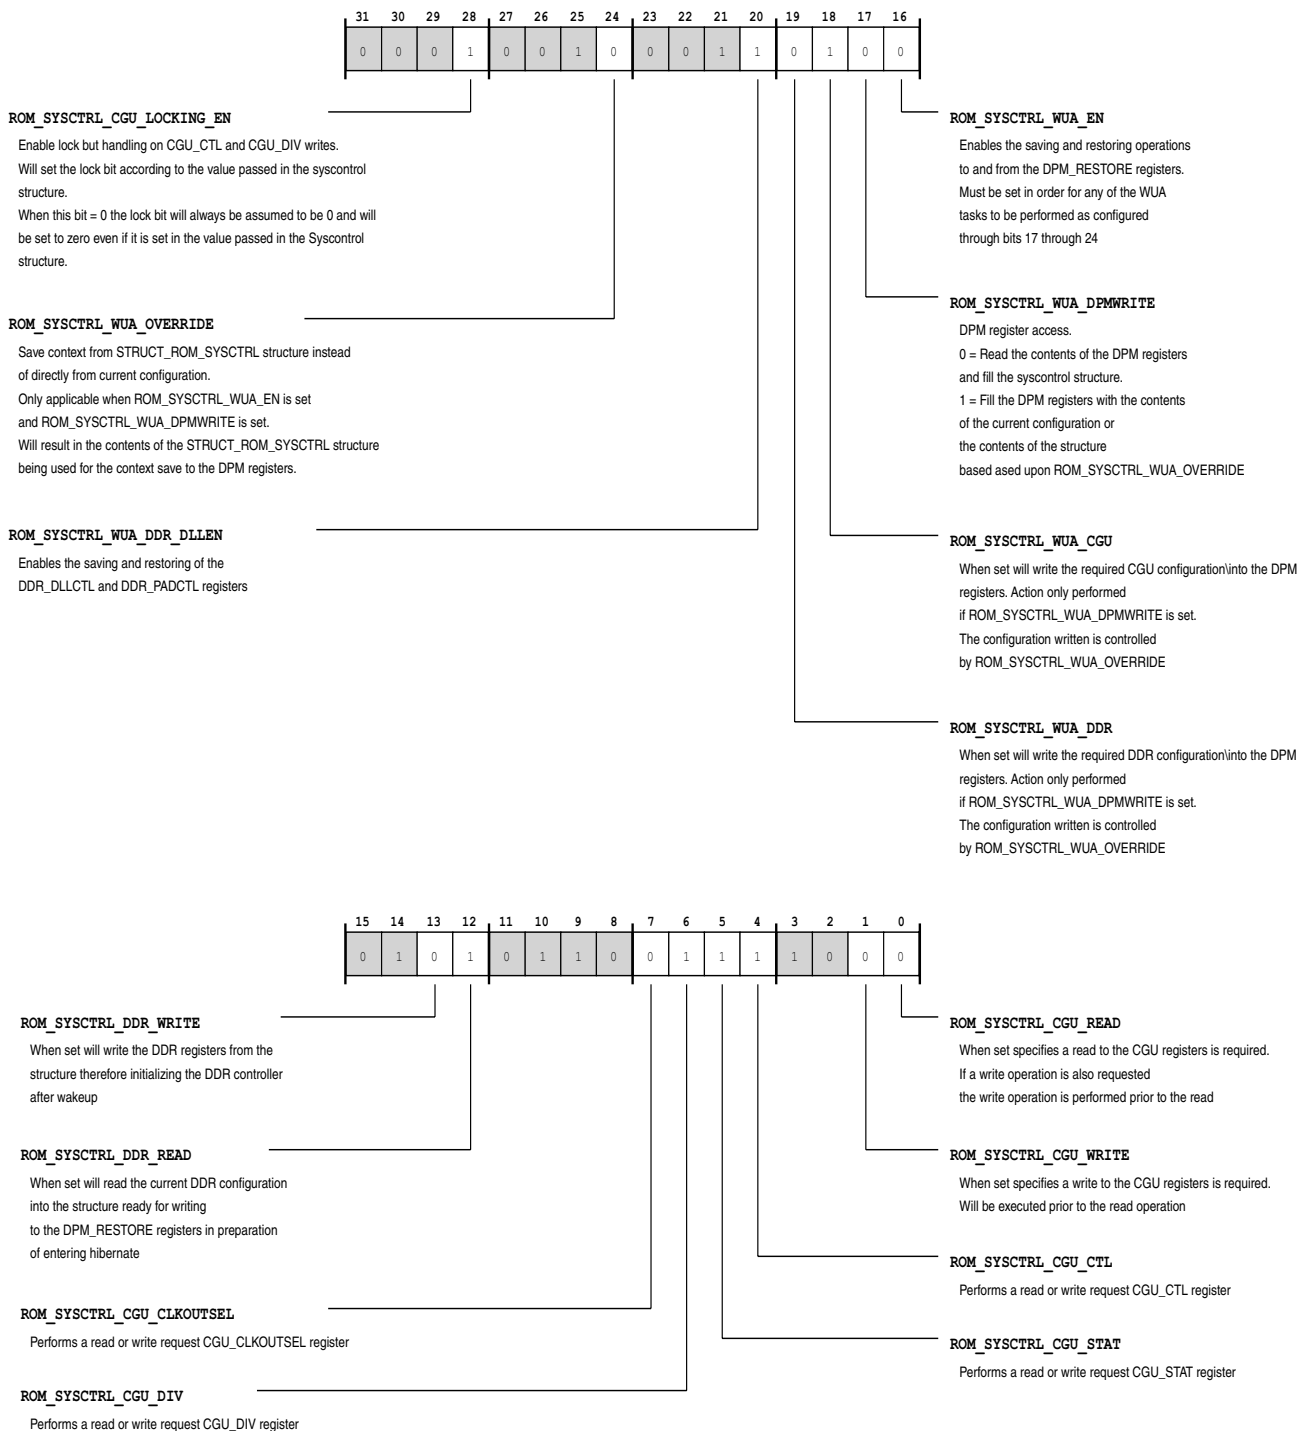 31 30 29 28 27 26 25 24 23 22 21 20 19 18 17 16
0 0 0 1 0 0 1 0 0 0 1 1 0 1 0 0
ROM_SYSCTRL_CGU_LOCKING_EN
Enable lock but handling on CGU_CTL and CGU_DIV writes.
Will set the lock bit according to the value passed in the syscontrol
structure.
When this bit = 0 the lock bit will always be assumed to be 0 and will
be set to zero even if it is set in the value passed in the Syscontrol
structure.
ROM_SYSCTRL_WUA_OVERRIDE
Save context from STRUCT_ROM_SYSCTRL structure instead
of directly from current configuration.
Only applicable when ROM_SYSCTRL_WUA_EN is set
and ROM_SYSCTRL_WUA_DPMWRITE is set.
Will result in the contents of the STRUCT_ROM_SYSCTRL structure
being used for the context save to the DPM registers.
ROM_SYSCTRL_WUA_DDR_DLLEN
Enables the saving and restoring of the
DDR_DLLCTL and DDR_PADCTL registers
ROM_SYSCTRL_WUA_EN
Enables the saving and restoring operations
to and from the DPM_RESTORE registers.
Must be set in order for any of the WUA
tasks to be performed as configured
through bits 17 through 24
ROM_SYSCTRL_WUA_DPMWRITE
DPM register access.
0 = Read the contents of the DPM registers
and fill the syscontrol structure.
1 = Fill the DPM registers with the contents
of the current configuration or
the contents of the structure
based ased upon ROM_SYSCTRL_WUA_OVERRIDE
ROM_SYSCTRL_WUA_CGU
When set will write the required CGU configuration\into the DPM
registers. Action only performed
if ROM_SYSCTRL_WUA_DPMWRITE is set.
The configuration written is controlled
by ROM_SYSCTRL_WUA_OVERRIDE
ROM_SYSCTRL_WUA_DDR
When set will write the required DDR configuration\into the DPM
registers. Action only performed
if ROM_SYSCTRL_WUA_DPMWRITE is set.
The configuration written is controlled
by ROM_SYSCTRL_WUA_OVERRIDE
15 14 13 12 11 10 9 8 7 6 5 4 3 2 1 0
0 1 0 1 0 1 1 0 0 1 1 1 1 0 0 0
ROM_SYSCTRL_DDR_WRITE
When set will write the DDR registers from the
structure therefore initializing the DDR controller
after wakeup
ROM_SYSCTRL_DDR_READ
When set will read the current DDR configuration
into the structure ready for writing
to the DPM_RESTORE registers in preparation
of entering hibernate
ROM_SYSCTRL_CGU_CLKOUTSEL
Performs a read or write request CGU_CLKOUTSEL register
ROM_SYSCTRL_CGU_DIV
Performs a read or write request CGU_DIV register
ROM_SYSCTRL_CGU_READ
When set specifies a read to the CGU registers is required.
If a write operation is also requested
the write operation is performed prior to the read
ROM_SYSCTRL_CGU_WRITE
When set specifies a write to the CGU registers is required.
Will be executed prior to the read operation
ROM_SYSCTRL_CGU_CTL
Performs a read or write request CGU_CTL register
ROM_SYSCTRL_CGU_STAT
Performs a read or write request CGU_STAT register